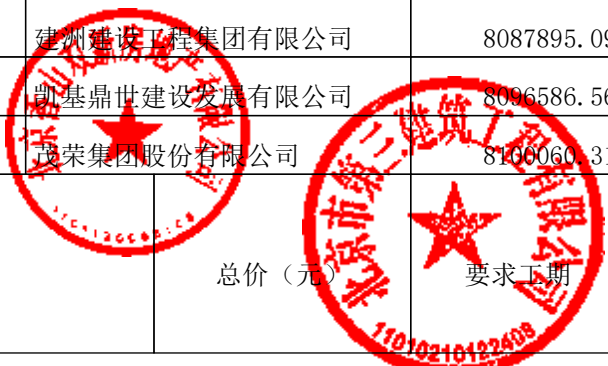 建洲建设工程集团有限公司 8087895.09
凯基鼎世建设发展有限公司 8096586.56
茂荣集团股份有限公司 8100060.31
总价（元） 要求工期
北京市第三建筑工程有限公司
11010210122408